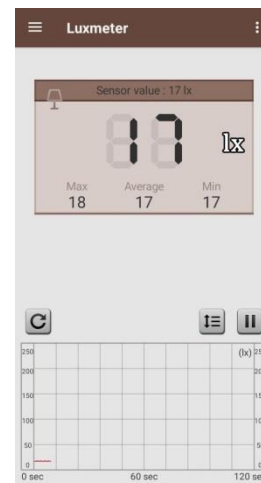 Luxmeter
Sensor value : 17 lx
17 lx
Max Average Min
18 17 17
250 (lx)
200
150
100
50
0
0 sec 60 sec 120 se